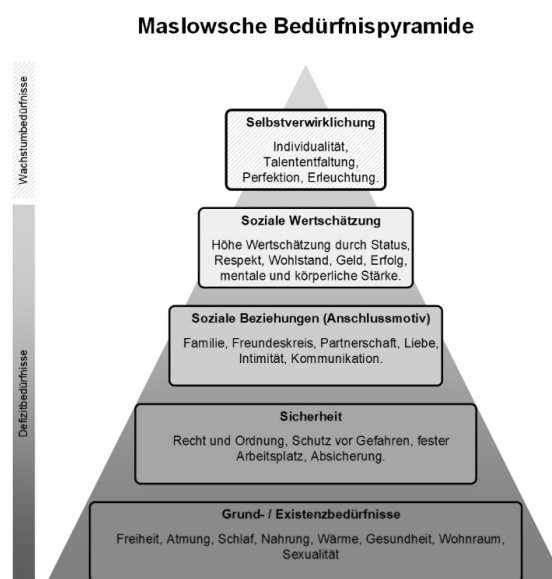 Maslowsche Bedürfnispyramide
Wachstumbedürfnisse
Selbstverwirklichung
Individualität,
Talententfaltung,
Perfektion, Erleuchtung.
Soziale Wertschätzung
Höhe Wertschätzung durch Status,
Respekt, Wohlstand, Geld, Erfolg,
mentale und körperliche Stärke.
Soziale Beziehungen (Anschlussmotiv)
Familie, Freundeskreis, Partnerschaft, Liebe,
Intimität, Kommunikation.
Defizitbedürfnisse
Sicherheit
Recht und Ordnung, Schutz vor Gefahren, fester
Arbeitsplatz, Absicherung.
Grund- / Existenzbedürfnisse
Freiheit, Atmung, Schlaf, Nahrung, Wärme, Gesundheit, Wohnraum,
Sexualität